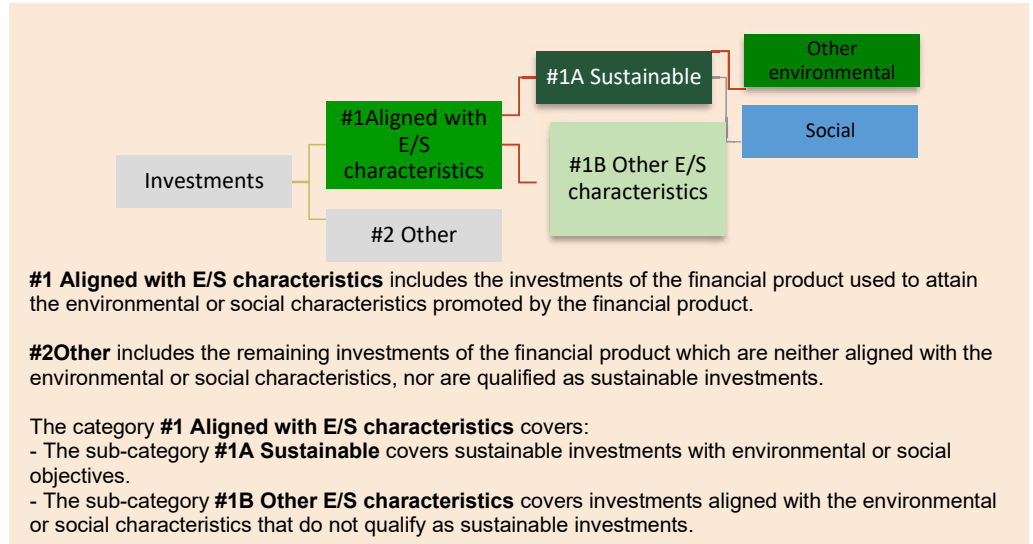 Investments
#1Aligned with
E/S
characteristics
#2 Other
#1A Sustainable
#1B Other E/S
characteristics
Other
environmental
Social
#1 Aligned with E/S characteristics includes the investments of the financial product used to attain
the environmental or social characteristics promoted by the financial product.
#2Other includes the remaining investments of the financial product which are neither aligned with the
environmental or social characteristics, nor are qualified as sustainable investments.
The category #1 Aligned with E/S characteristics covers:
- The sub-category #1A Sustainable covers sustainable investments with environmental or social
objectives.
- The sub-category #1B Other E/S characteristics covers investments aligned with the environmental
or social characteristics that do not qualify as sustainable investments.